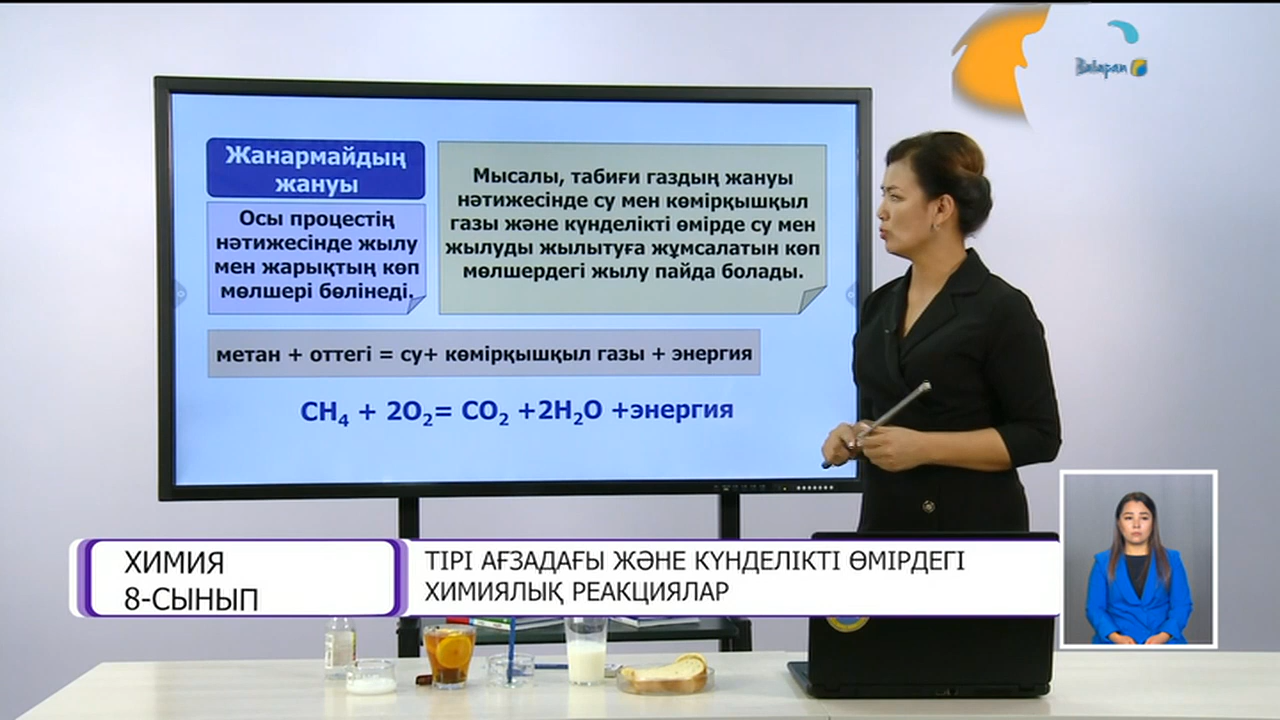 Balapan
Жанармайдың
жануы
Осы процестің
нәтижесінде жылу
мен жарықтың көп
мөлшері бөлінеді.
Мысалы, табиғи газдың жануы
нәтижесінде су мен көмірқышқыл
газы және күнделікті өмірде су мен
жылуды жылытуға жұмсалатын көп
мөлшердегі жылу пайда болады.
метан + оттегі = су+ көмірқышқыл газы + энергия
CH₄ + 2O₂= CO₂ +2H₂O +энергия
ХИМИЯ
8-СЫНЫП
ТІРІ АҒЗАДАҒЫ ЖӘНЕ КҮНДЕЛІКТІ ӨМІРДЕГІ
ХИМИЯЛЫҚ РЕАКЦИЯЛАР